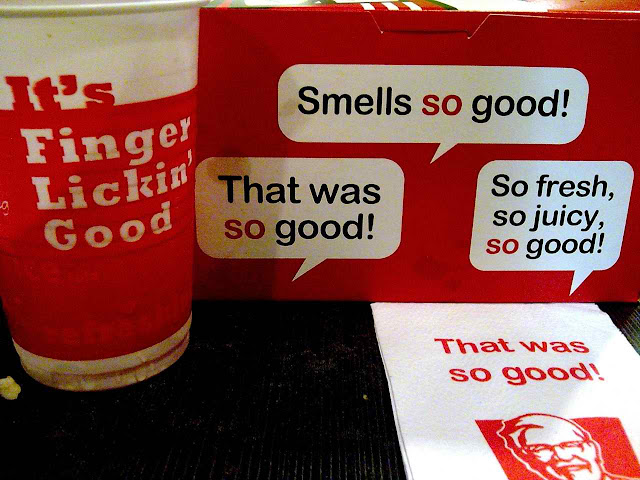 It's
Finger
Lickin'
Good
Smells so good!
That was
so good!
So fresh,
so juicy,
so good!
That was
so good!